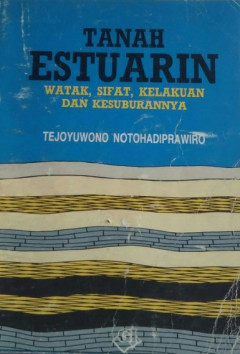 TANAH
ESTUARIN
WATAK, SIFAT, KELAKUAN
DAN KESUBURANNYA
TEJOYUWONO NOTOHADIPRAWIRO